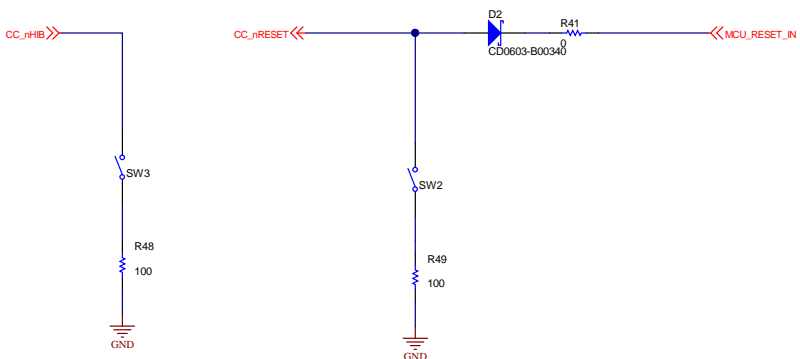 CC_nHIB
SW3
R48
100
GND
CC_nRESET
D2
CD0603-B00340
R41
0
MCU_RESET_IN
SW2
R49
100
GND